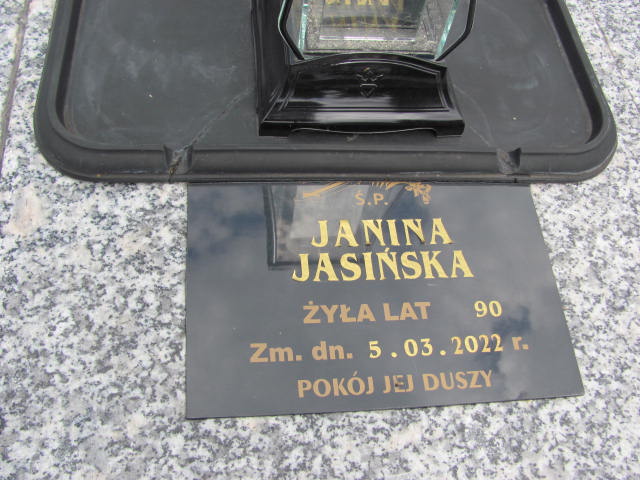 Ś.P.
JANINA
JASIŃSKA
ŻYŁA LAT 90
Zm. dn. 5.03.2022 r.
POKÓJ JEJ DUSZY